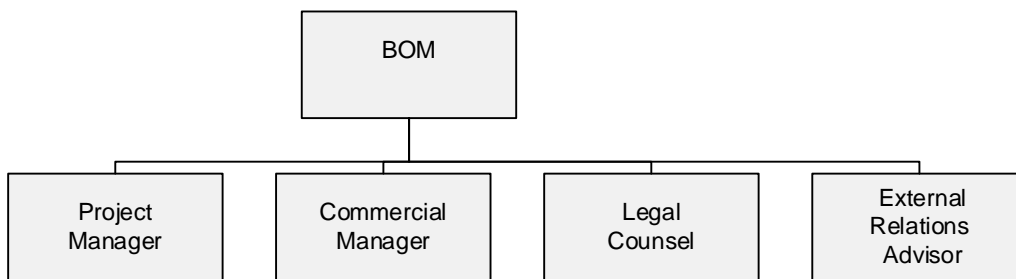 BOM
Project
Manager
Commercial
Manager
Legal
Counsel
External
Relations
Advisor